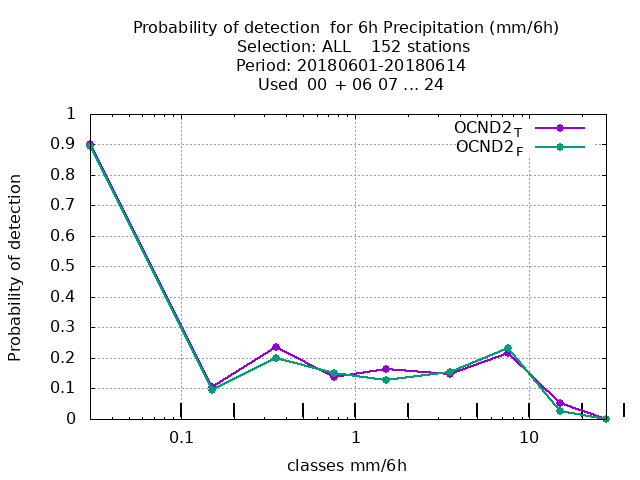 Probability of detection  for 6h Precipitation (mm/6h)
Selection: ALL    152 stations
Period: 20180601-20180614
Used  00 + 06 07 ... 24
OCND2T
OCND2F
Probability of detection
1
0.9
0.8
0.7
0.6
0.5
0.4
0.3
0.2
0.1
0
0.1 1 10
classes mm/6h